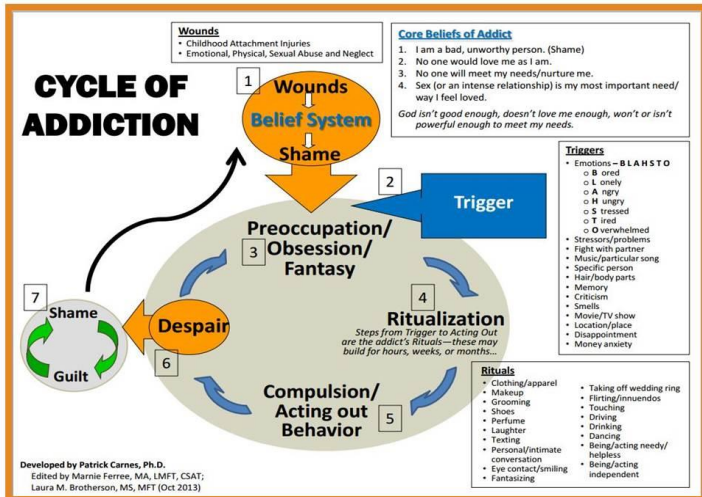 Wounds
• Childhood Attachment Injuries
• Emotional, Physical, Sexual Abuse and Neglect
Core Beliefs of Addict
1. I am a bad, unworthy person. (Shame)
2. No one would love me as I am.
3. No one will meet my needs/nurture me.
4. Sex (or an intense relationship) is my most important need/
way I feel loved.
God isn't good enough, doesn't love me enough, won't or isn't
powerful enough to meet my needs.
CYCLE OF
ADDICTION
1
Wounds
Belief System
Shame
2
Trigger
Triggers
• Emotions – B L A H S T O
o B ored
o L onely
o A ngry
o H ungry
o S tressed
o T ired
o O verwhelmed
• Stressors/problems
• Fight with partner
• Music/particular song
• Specific person
• Hair/body parts
• Memory
• Criticism
• Smells
• Movie/TV show
• Location/place
• Disappointment
• Money anxiety
Preoccupation/
Obsession/
3
Fantasy
4
Ritualization
Steps from Trigger to Acting Out
are the addict's Rituals—these may
build for hours, weeks, or months...
Compulsion/
Acting out
Behavior
5
Despair
6
7
Shame
Guilt
Rituals
• Clothing/apparel
• Makeup
• Grooming
• Shoes
• Perfume
• Laughter
• Texting
• Personal/intimate
conversation
• Eye contact/smiling
• Fantasizing
• Taking off wedding ring
• Flirting/innuendos
• Touching
• Driving
• Drinking
• Dancing
• Being/acting needy/
helpless
• Being/acting
independent
Developed by Patrick Carnes, Ph.D.
Edited by Marnie Ferree, MA, LMFT, CSAT;
Laura M. Brotherson, MS, MFT (Oct 2013)